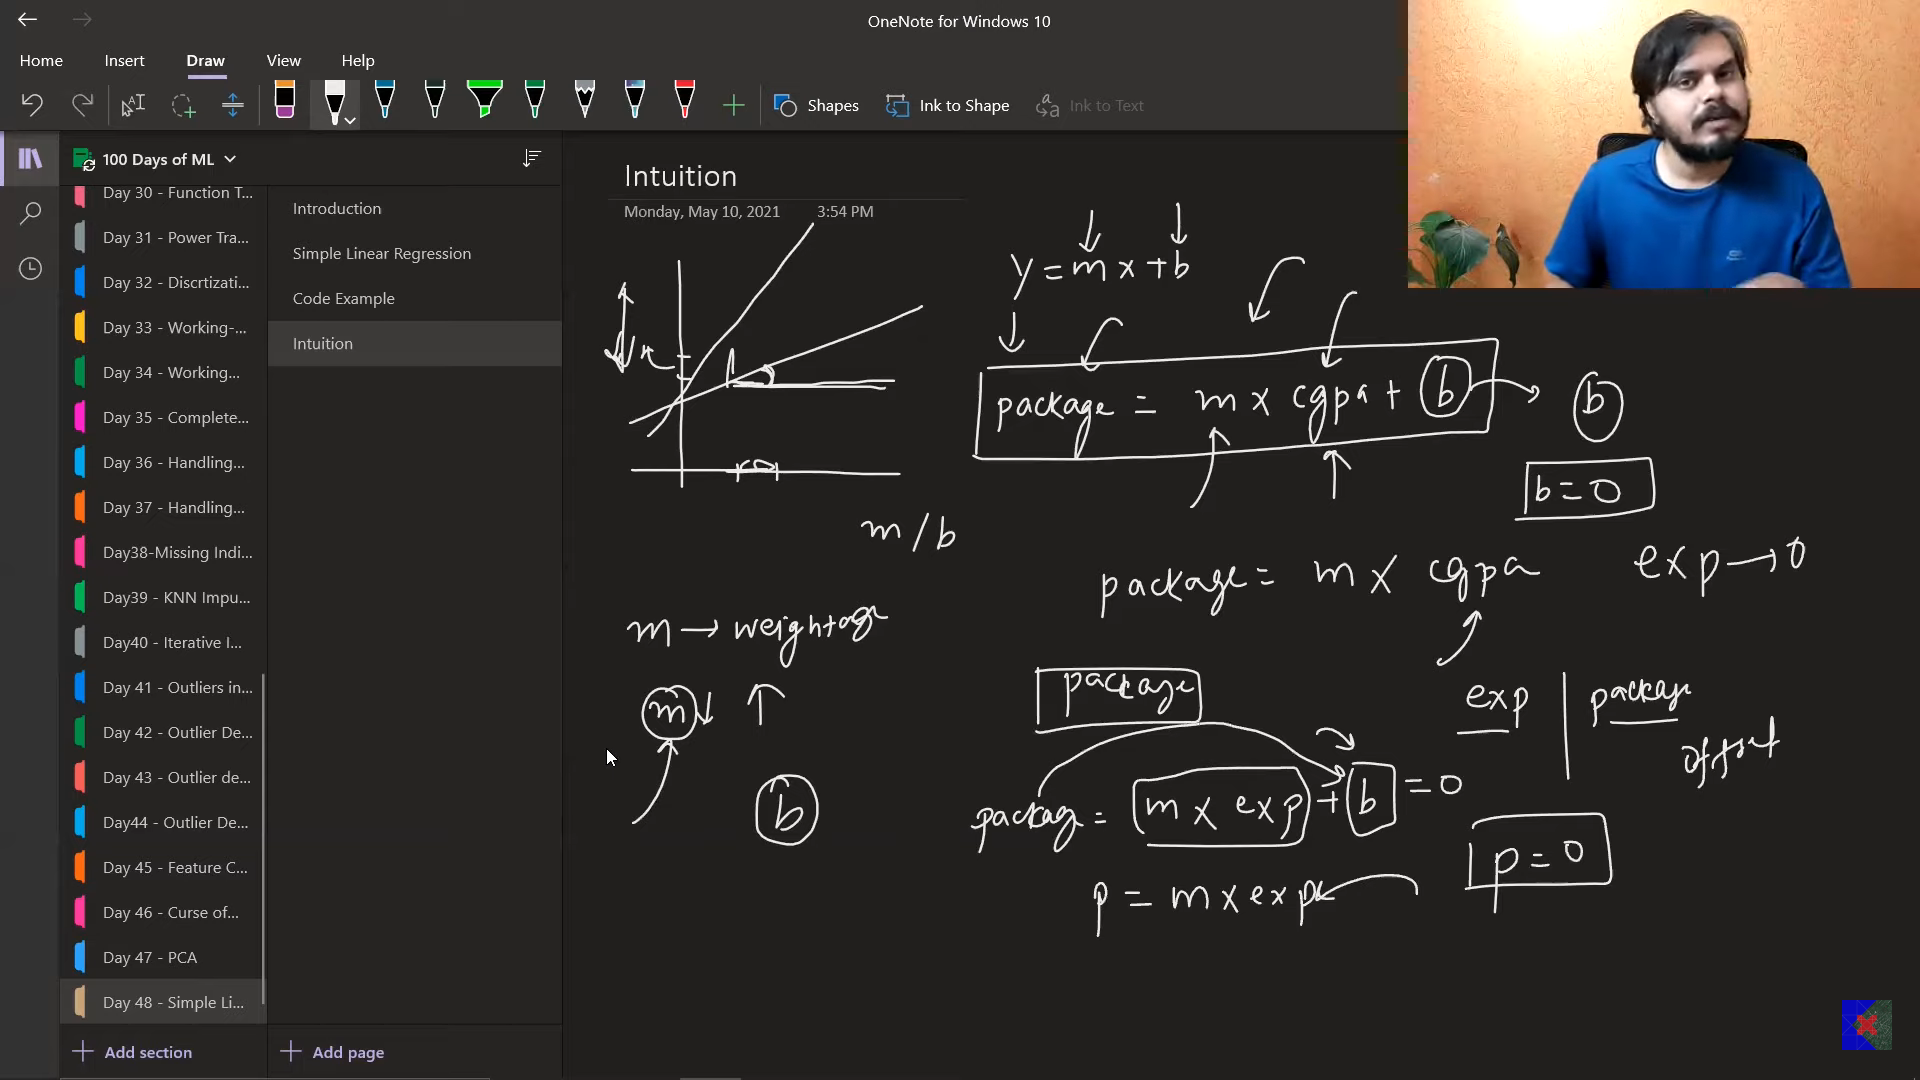 OneNote for Windows 10
Home Insert Draw View Help
Shapes Ink to Shape Ink to Text
100 Days of ML
Day 30 - Function T...
Day 31 - Power Tra...
Day 32 - Discrtizati...
Day 33 - Working-...
Day 34 - Working...
Day 35 - Complete...
Day 36 - Handling...
Day 37 - Handling...
Day38-Missing Indi...
Day39 - KNN Impu...
Day40 - Iterative I...
Day 41 - Outliers in...
Day 42 - Outlier De...
Day 43 - Outlier de...
Day44 - Outlier De...
Day 45 - Feature C...
Day 46 - Curse of...
Day 47 - PCA
Day 48 - Simple Li...
Add section
Introduction
Simple Linear Regression
Code Example
Intuition
Add page
Intuition
Monday, May 10, 2021 3:54 PM
y = mx + b
package = m x cgpa + b → b
b = 0
m / b
package = m x cgpa exp → 0
m → weightage
m ↓ ↑
b
package
exp | package
offset
package = m x exp + b = 0
p = 0
p = m x exp